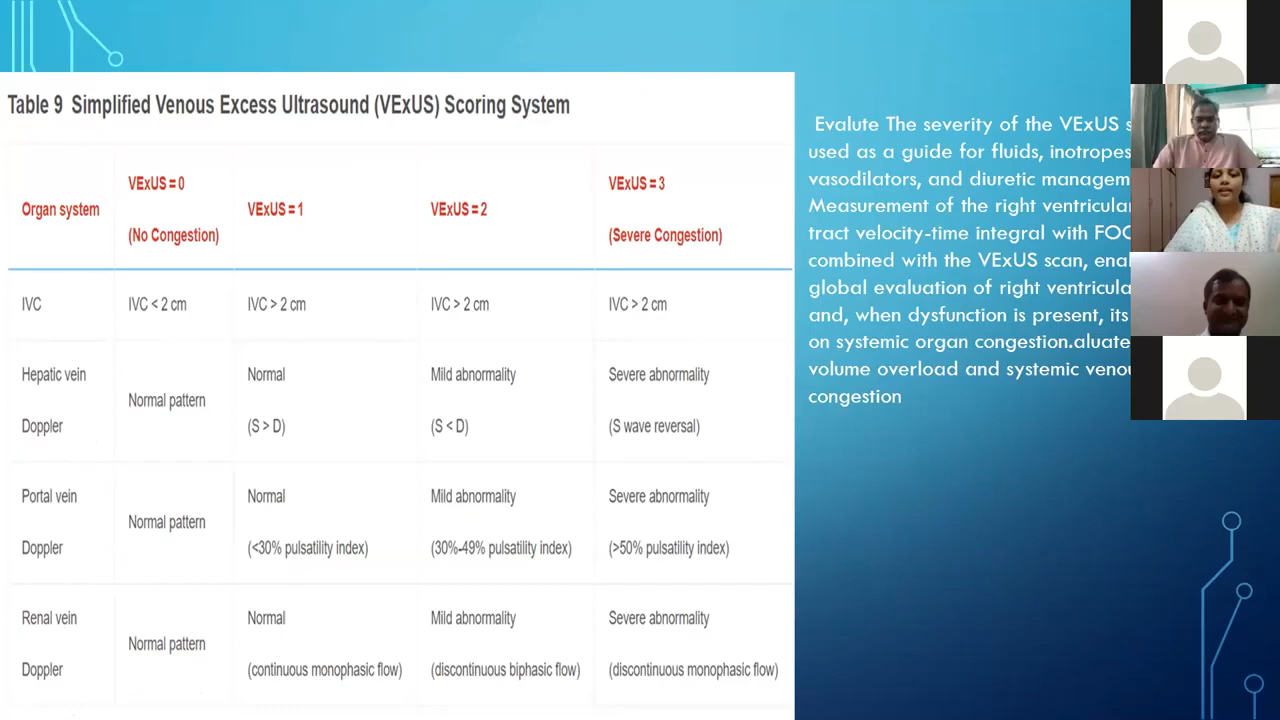 Table 9 Simplified Venous Excess Ultrasound (VExUS) Scoring System
Organ system
VExUS = 0
(No Congestion)
VExUS = 1
VExUS = 2
VExUS = 3
(Severe Congestion)
IVC
IVC < 2 cm
IVC > 2 cm
IVC > 2 cm
IVC > 2 cm
Hepatic vein
Doppler
Normal pattern
Normal
(S > D)
Mild abnormality
(S < D)
Severe abnormality
(S wave reversal)
Portal vein
Doppler
Normal pattern
Normal
(<30% pulsatility index)
Mild abnormality
(30%-49% pulsatility index)
Severe abnormality
(>50% pulsatility index)
Renal vein
Doppler
Normal pattern
Normal
(continuous monophasic flow)
Mild abnormality
(discontinuous biphasic flow)
Severe abnormality
(discontinuous monophasic flow)
Evalute The severity of the VExUS
used as a guide for fluids, inotropes
vasodilators, and diuretic
Measurement of the right ventricular
tract velocity-time integral with
combined with the VExUS scan,
global evaluation of right
and, when dysfunction is present, its
on systemic organ congestion.aluate
volume overload and systemic
congestion